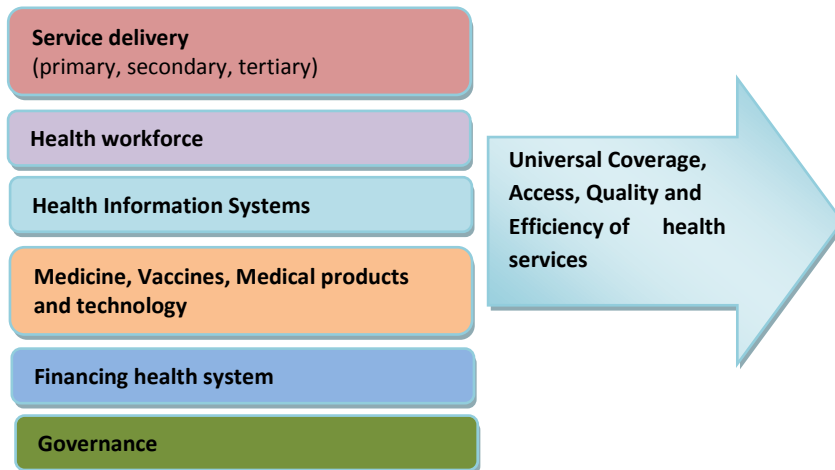 Service delivery
(primary, secondary, tertiary)
Health workforce
Health Information Systems
Medicine, Vaccines, Medical products
and technology
Financing health system
Governance
Universal Coverage,
Access, Quality and
Efficiency of health
services